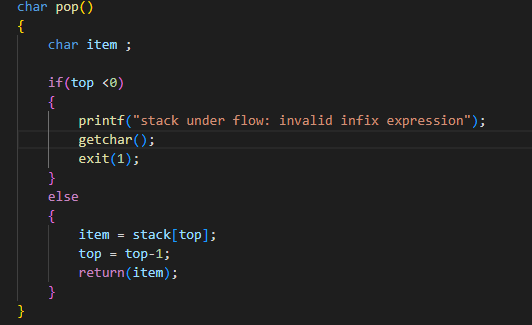 char pop()
{
    char item ;

    if(top <0)
    {
        printf("stack under flow: invalid infix expression");
        getchar();
        exit(1);
    }
    else
    {
        item = stack[top];
        top = top-1;
        return(item);
    }
}